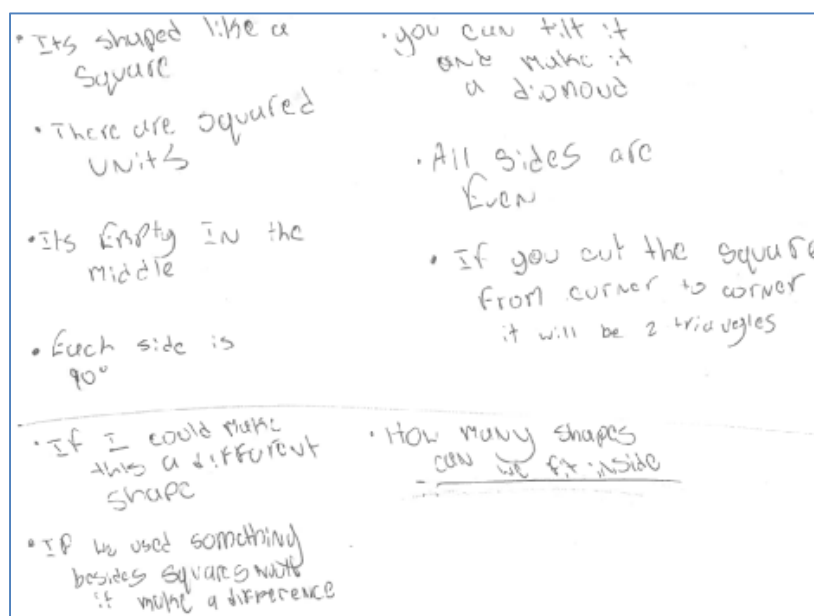 • Its shaped like a
Square
• There are squared
units
• Its Empty In the
middle
• Each side is
90°
• you can tilt it
and make it
a dionoud
• All sides are
Even
• If you cut the square
from corner to corner
it will be 2 triangles
• If I could make
this a different
shape
• If we used something
besides squares
it make a difference
• How many shapes
can we fit inside